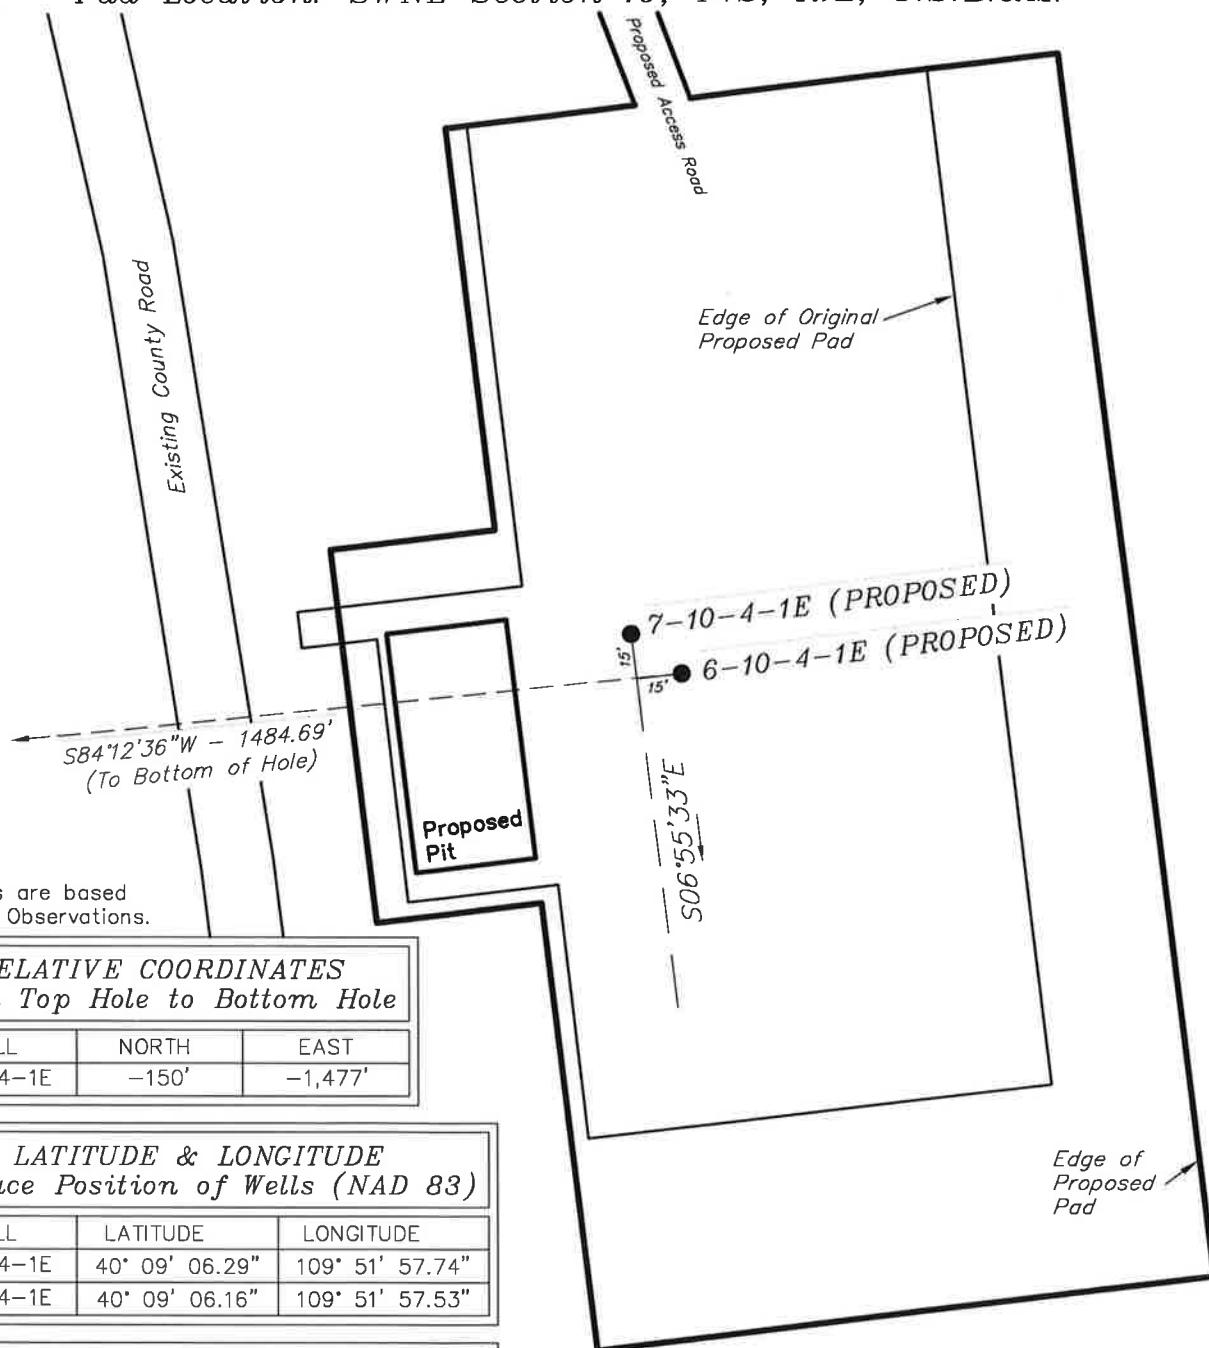 Proposed Access Road
Existing County Road
Edge of Original
Proposed Pad
7-10-4-1E (PROPOSED)
6-10-4-1E (PROPOSED)
15'
15'
S84°12'36"W - 1484.69'
(To Bottom of Hole)
S06°55'33"E
Proposed
Pit
are based
Observations.
RELATIVE COORDINATES
Top Hole to Bottom Hole
NORTH EAST
4-1E -150' -1,477'
LATITUDE & LONGITUDE
Position of Wells (NAD 83)
LATITUDE LONGITUDE
4-1E 40° 09' 06.29" 109° 51' 57.74"
4-1E 40° 09' 06.16" 109° 51' 57.53"
Edge of
Proposed
Pad